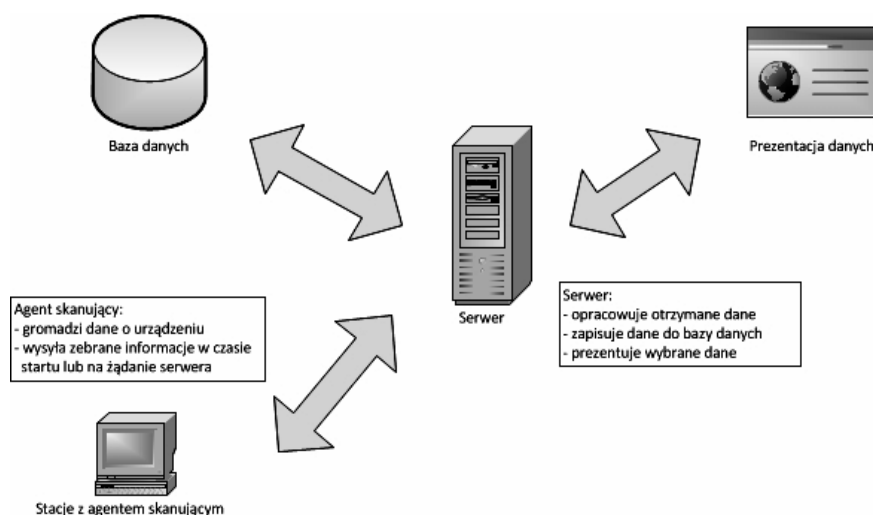 Baza danych
Prezentacja danych
Serwer
Agent skanujący:
- gromadzi dane o urządzeniu
- wysyła zebrane informacje w czasie
startu lub na żądanie serwera
Serwer:
- opracowuje otrzymane dane
- zapisuje dane do bazy danych
- prezentuje wybrane dane
Stacje z agentem skanującym